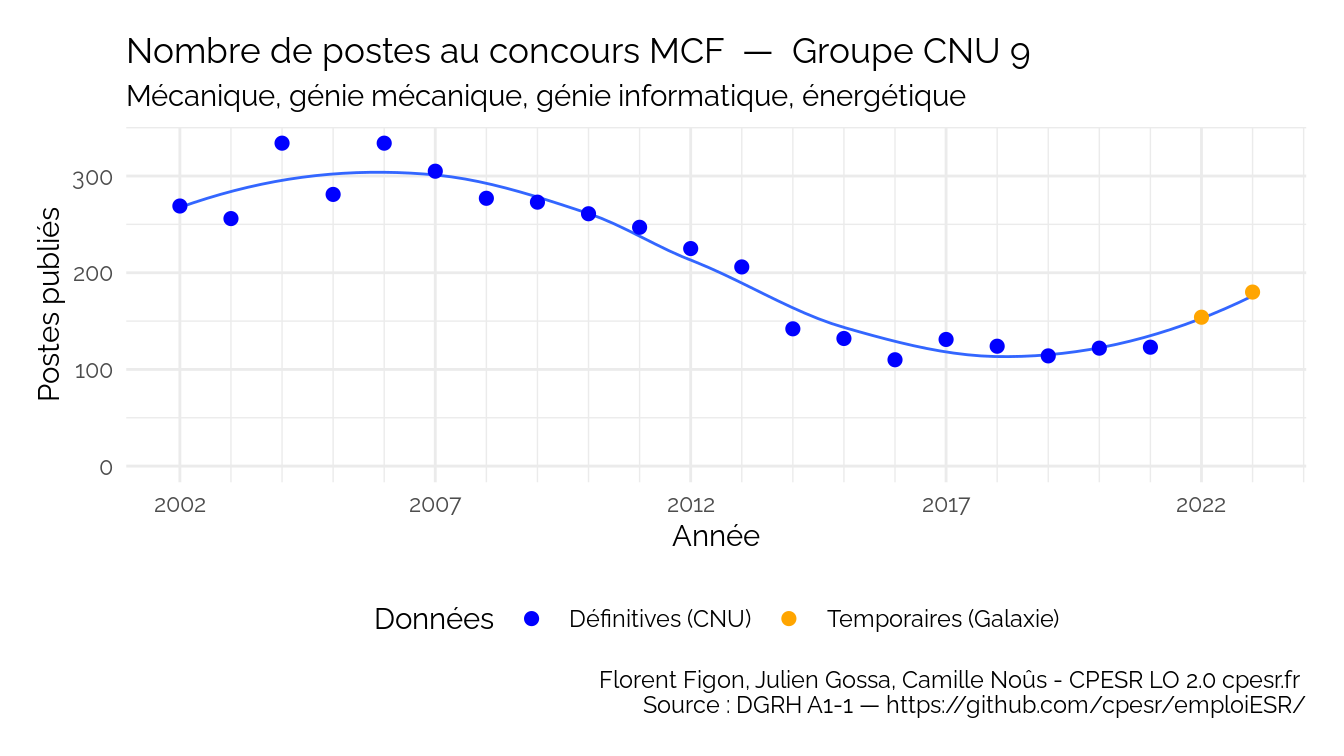 Nombre de postes au concours MCF — Groupe CNU 9
Mécanique, génie mécanique, génie informatique, énergétique
Postes publiés
300
200
100
0
2002 2007 2012 2017 2022
Année
Données Définitives (CNU) Temporaires (Galaxie)
Florent Figon, Julien Gossa, Camille Noûs - CPESR LO 2.0 cpesr.fr
Source : DGRH A1-1 — https://github.com/cpesr/emploiESR/